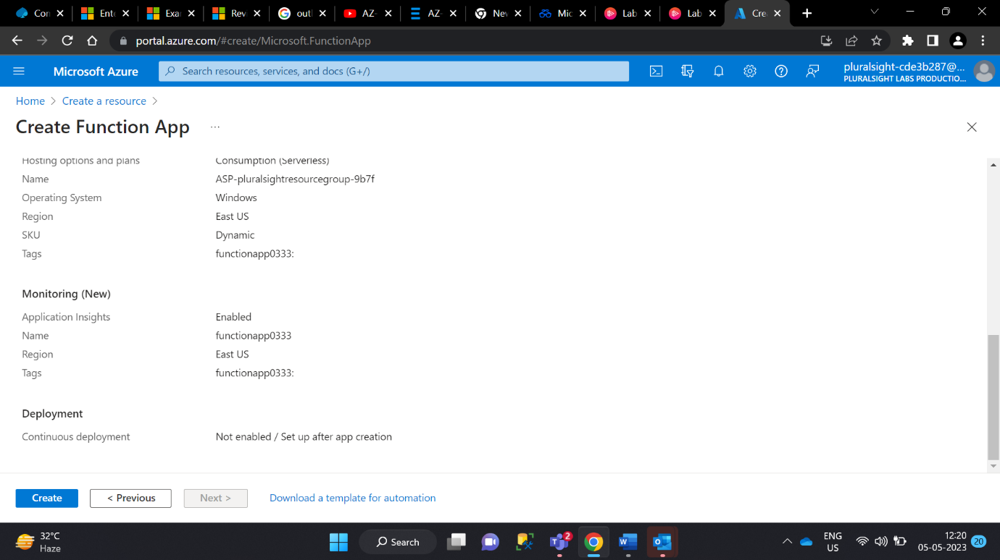 Con
Ente
Exa
Rev
outl
AZ-
AZ
Nev
Mic
Lab
Lab
Cre
portal.azure.com/#create/Microsoft.FunctionApp
Microsoft Azure
Search resources, services, and docs (G+/)
pluralsight-cde3b287@...
PLURALSIGHT LABS PRODUCTIO...
Home > Create a resource >
Create Function App ...
Hosting options and plans Consumption (Serverless)
Name ASP-pluralsightresourcegroup-9b7f
Operating System Windows
Region East US
SKU Dynamic
Tags functionapp0333:
Monitoring (New)
Application Insights Enabled
Name functionapp0333
Region East US
Tags functionapp0333:
Deployment
Continuous deployment Not enabled / Set up after app creation
Create
< Previous
Next >
Download a template for automation
32°C
Haze
Search
2
ENG
US
12:20
05-05-2023
20